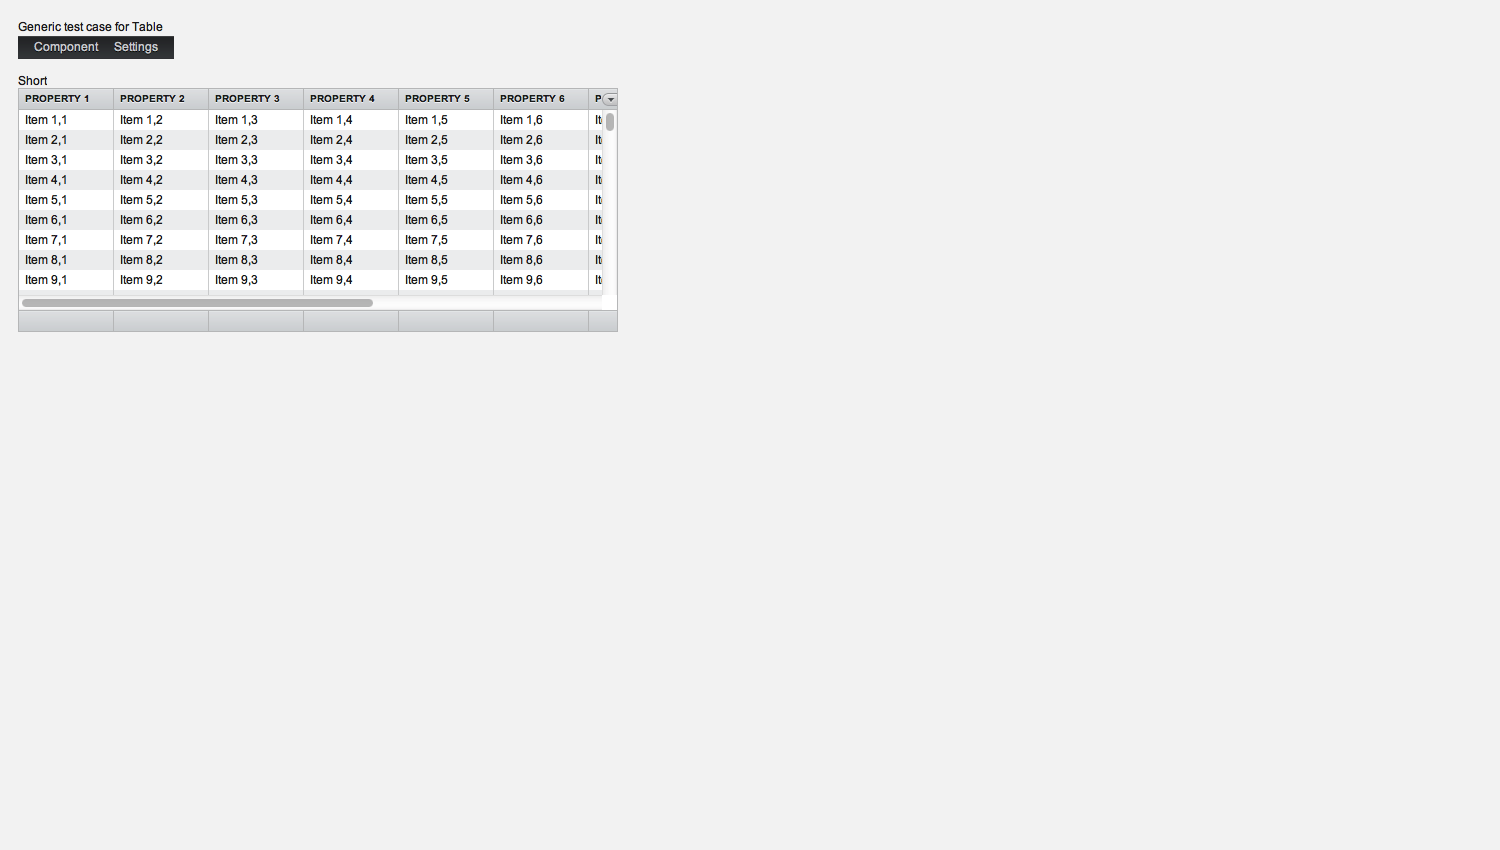 Generic test case for Table
Component Settings
Short
PROPERTY 1 PROPERTY 2 PROPERTY 3 PROPERTY 4 PROPERTY 5 PROPERTY 6
Item 1,1 Item 1,2 Item 1,3 Item 1,4 Item 1,5 Item 1,6
Item 2,1 Item 2,2 Item 2,3 Item 2,4 Item 2,5 Item 2,6
Item 3,1 Item 3,2 Item 3,3 Item 3,4 Item 3,5 Item 3,6
Item 4,1 Item 4,2 Item 4,3 Item 4,4 Item 4,5 Item 4,6
Item 5,1 Item 5,2 Item 5,3 Item 5,4 Item 5,5 Item 5,6
Item 6,1 Item 6,2 Item 6,3 Item 6,4 Item 6,5 Item 6,6
Item 7,1 Item 7,2 Item 7,3 Item 7,4 Item 7,5 Item 7,6
Item 8,1 Item 8,2 Item 8,3 Item 8,4 Item 8,5 Item 8,6
Item 9,1 Item 9,2 Item 9,3 Item 9,4 Item 9,5 Item 9,6